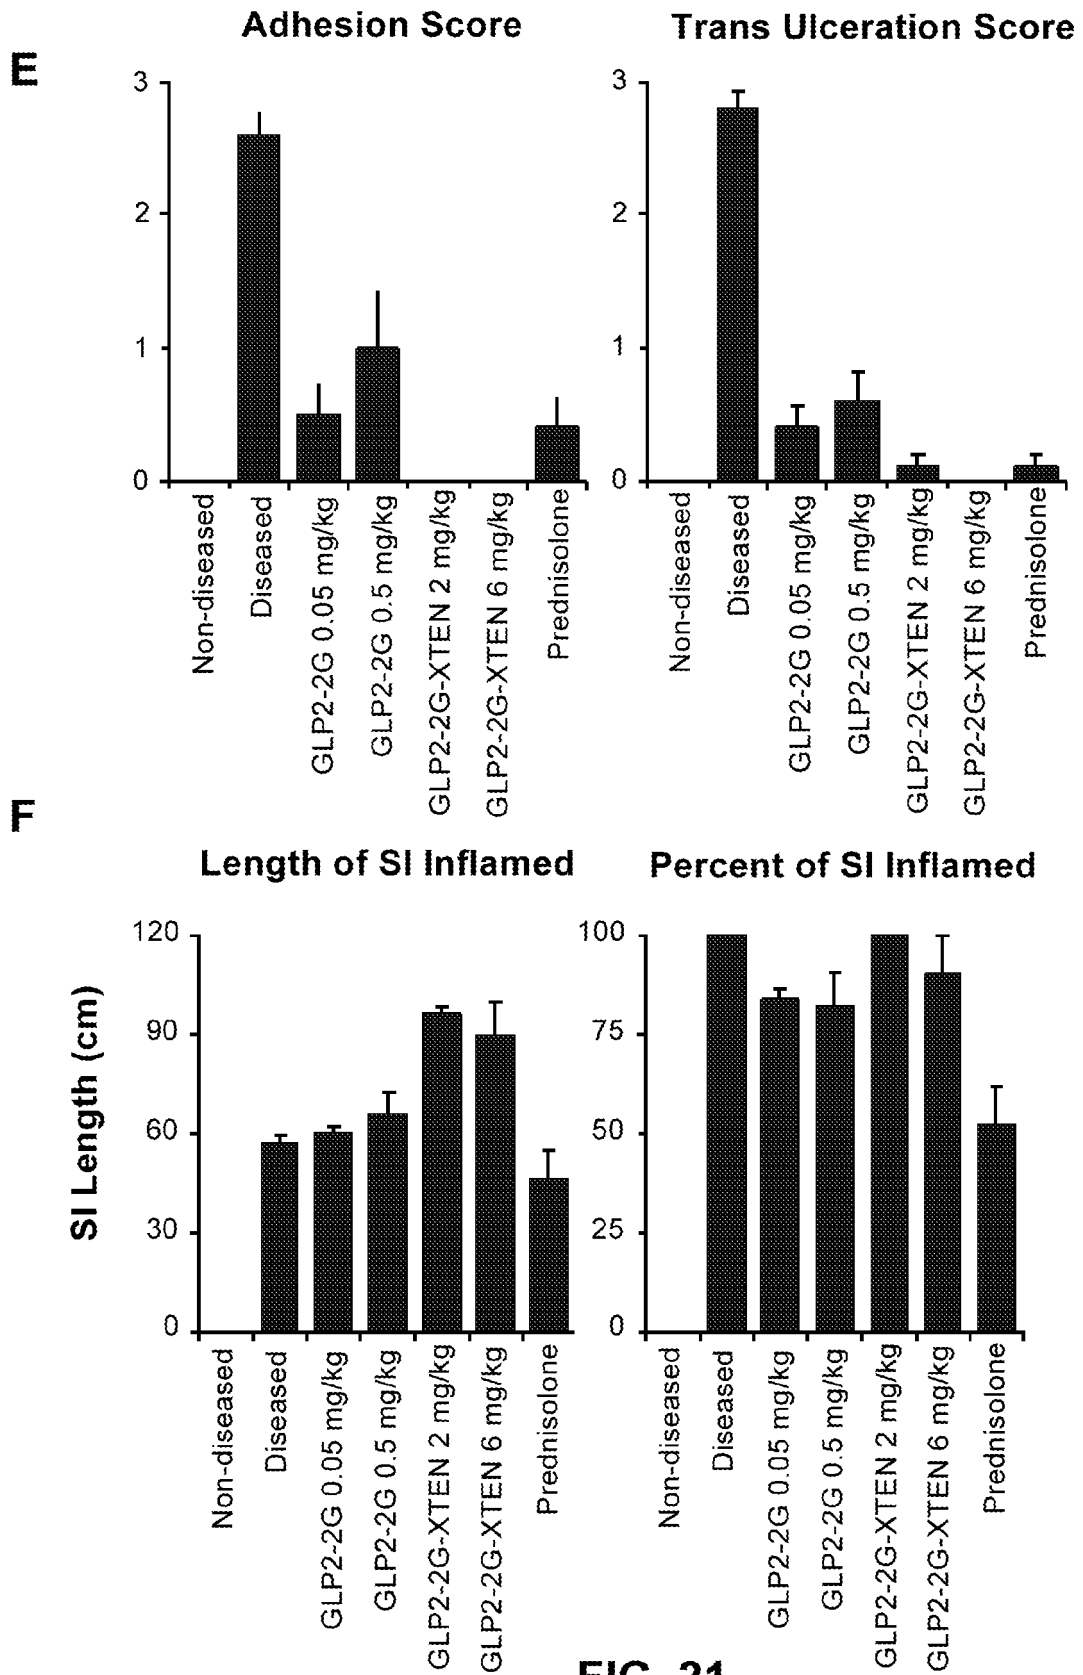 E
Adhesion Score
Trans Ulceration Score
3
2
1
0
Non-diseased
Diseased
GLP2-2G 0.05 mg/kg
GLP2-2G 0.5 mg/kg
GLP2-2G-XTEN 2 mg/kg
GLP2-2G-XTEN 6 mg/kg
Prednisolone
3
2
1
0
Non-diseased
Diseased
GLP2-2G 0.05 mg/kg
GLP2-2G 0.5 mg/kg
GLP2-2G-XTEN 2 mg/kg
GLP2-2G-XTEN 6 mg/kg
Prednisolone
F
Length of SI Inflamed
Percent of SI Inflamed
SI Length (cm)
120
90
60
30
0
Non-diseased
Diseased
GLP2-2G 0.05 mg/kg
GLP2-2G 0.5 mg/kg
GLP2-2G-XTEN 2 mg/kg
GLP2-2G-XTEN 6 mg/kg
Prednisolone
100
75
50
25
0
Non-diseased
Diseased
GLP2-2G 0.05 mg/kg
GLP2-2G 0.5 mg/kg
GLP2-2G-XTEN 2 mg/kg
GLP2-2G-XTEN 6 mg/kg
Prednisolone
FIG. 21